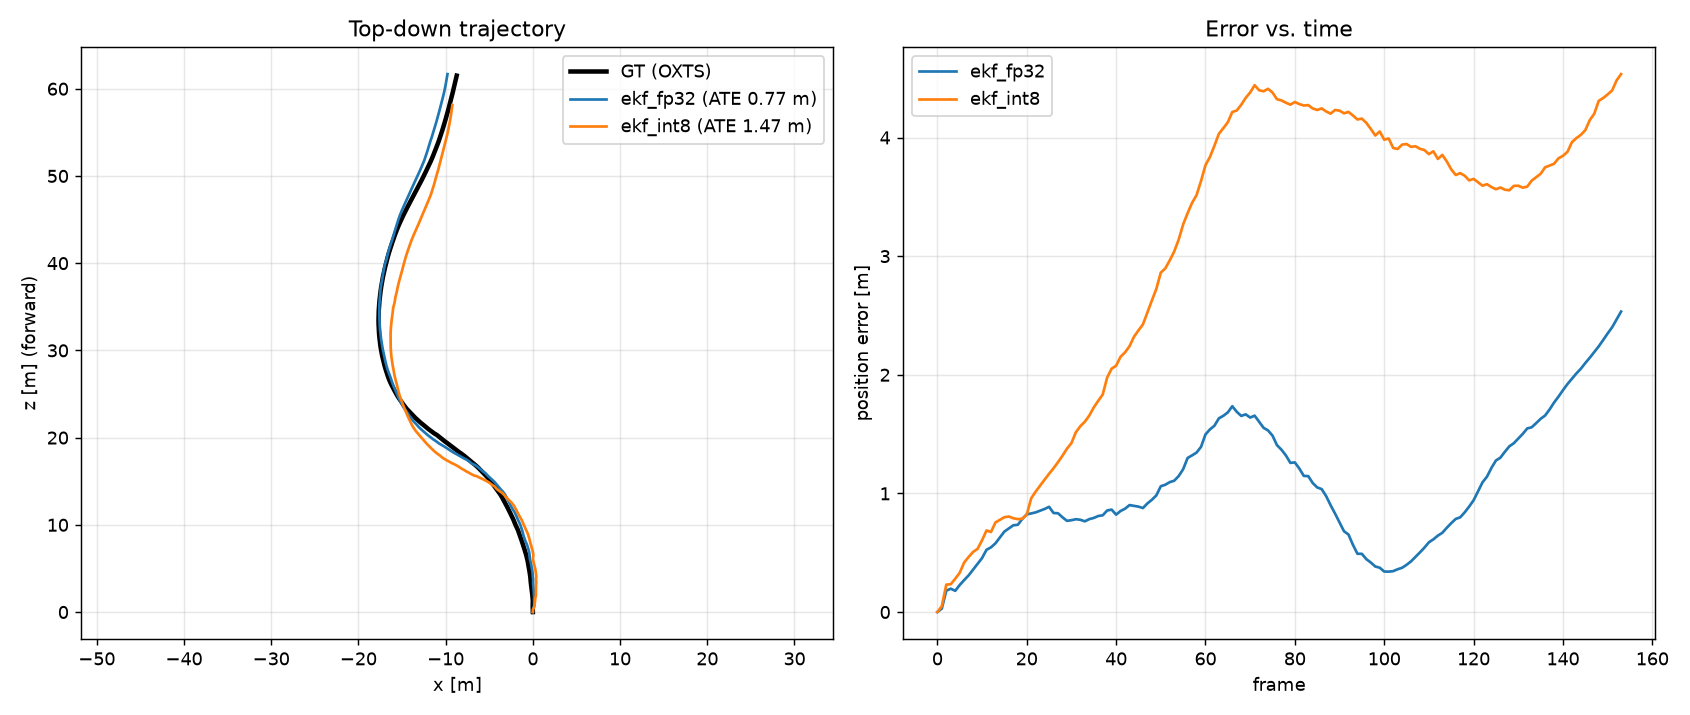 Top-down trajectory
GT (OXTS)
ekf_fp32 (ATE 0.77 m)
ekf_int8 (ATE 1.47 m)
z [m] (forward)
60
50
40
30
20
10
0
−50 −40 −30 −20 −10 0 10 20 30
x [m]
Error vs. time
ekf_fp32
ekf_int8
position error [m]
4
3
2
1
0
0 20 40 60 80 100 120 140 160
frame